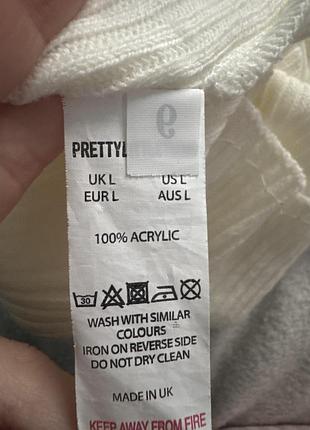 PRETTYL
UK L US L
EUR L AUS L
100% ACRYLIC
30
WASH WITH SIMILAR
COLOURS
IRON ON REVERSE SIDE
DO NOT DRY CLEAN
MADE IN UK
KEEP AWAY FROM FIRE